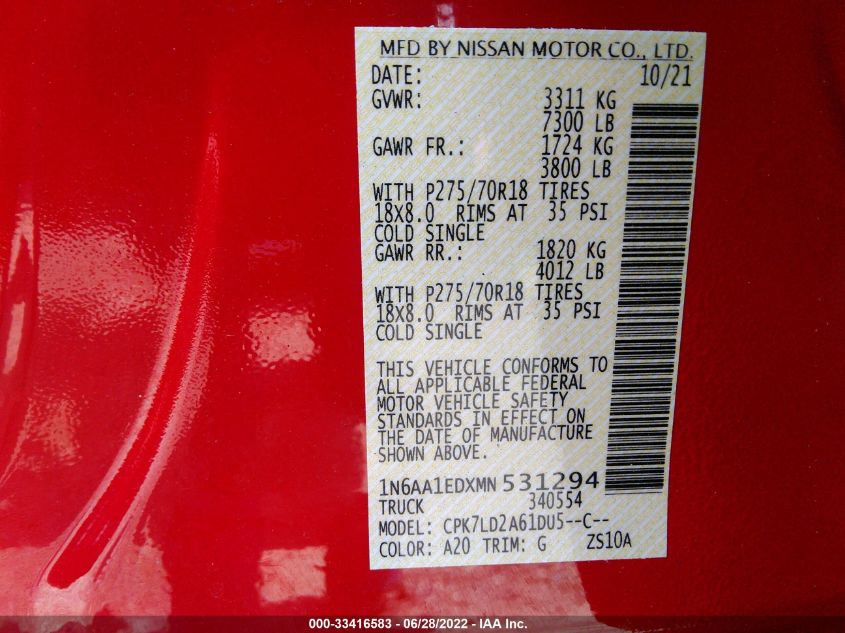 MFD BY NISSAN MOTOR CO., LTD.
DATE: 10/21
GVWR: 3311 KG
7300 LB
GAWR FR.: 1724 KG
3800 LB
WITH P275/70R18 TIRES
18X8.0 RIMS AT 35 PSI
COLD SINGLE
GAWR RR.: 1820 KG
4012 LB
WITH P275/70R18 TIRES
18X8.0 RIMS AT 35 PSI
COLD SINGLE
THIS VEHICLE CONFORMS TO
ALL APPLICABLE FEDERAL
MOTOR VEHICLE SAFETY
STANDARDS IN EFFECT ON
THE DATE OF MANUFACTURE
SHOWN ABOVE.
1N6AA1EDXMN 531294
TRUCK 340554
MODEL: CPK7LD2A61DU5--C--
COLOR: A20 TRIM: G ZS10A
000-33416583 / 06/28/2022 - IAA Inc.